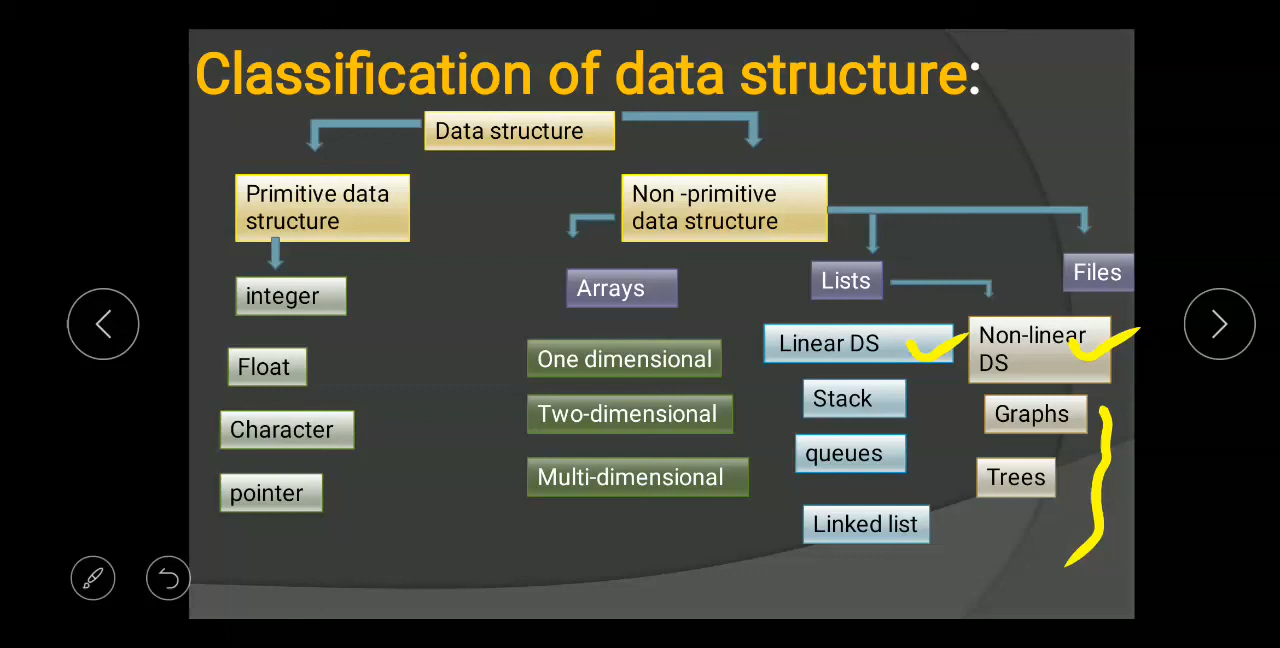 Classification of data structure:
Data structure
Primitive data
structure
Non -primitive
data structure
integer
Float
Character
pointer
Arrays
One dimensional
Two-dimensional
Multi-dimensional
Lists
Linear DS
Stack
queues
Linked list
Non-linear
DS
Graphs
Trees
Files